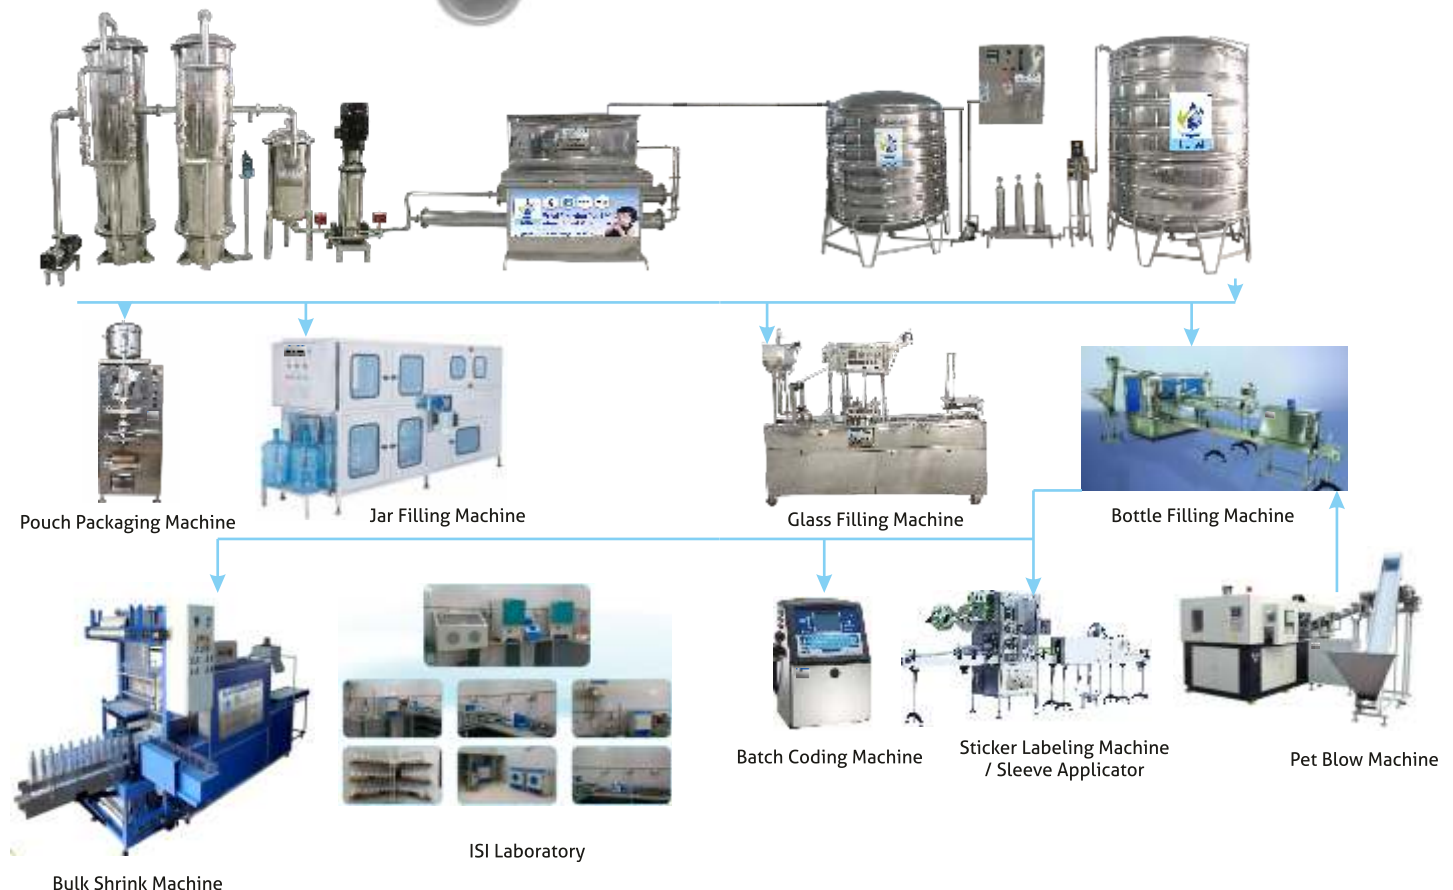 Pouch Packaging Machine
Jar Filling Machine
Glass Filling Machine
Bottle Filling Machine
Batch Coding Machine
Sticker Labeling Machine
/ Sleeve Applicator
Pet Blow Machine
ISI Laboratory
Bulk Shrink Machine